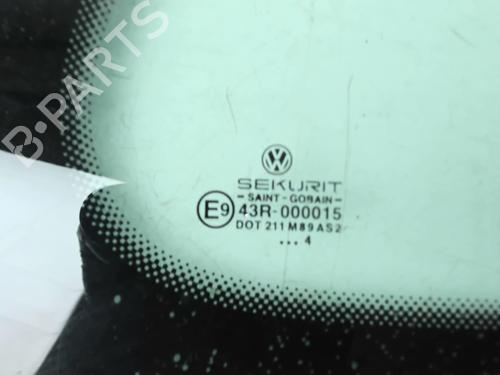 B-PARTS
VW
SEKURIT
SAINT-GOBAIN
E9 43R-000015
DOT 211 M89 AS2
...4